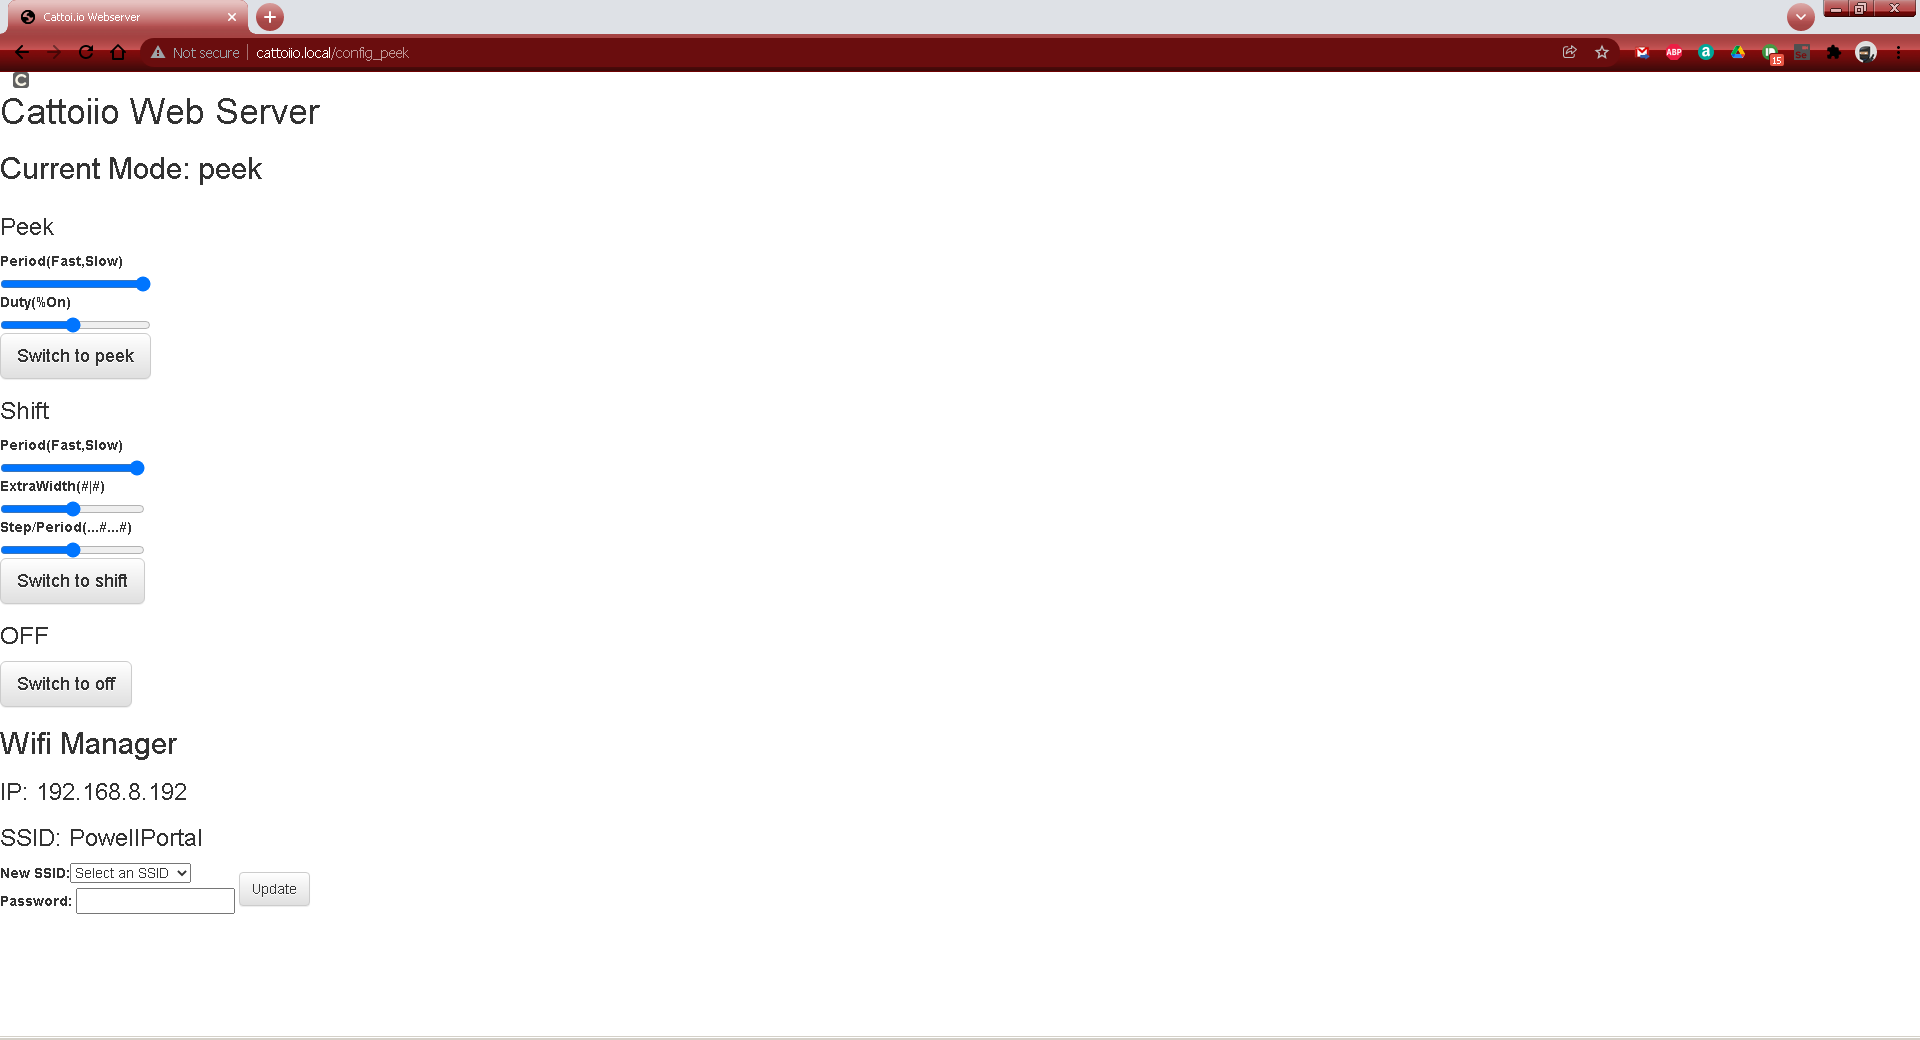 Cattoi.io Webserver
Not secure
cattoiio.local/config_peek
ABP
a
15
Se
C
Cattoiio Web Server
Current Mode: peek
Peek
Period(Fast,Slow)
Duty(%On)
Switch to peek
Shift
Period(Fast,Slow)
ExtraWidth(#|#)
Step/Period(...#...#)
Switch to shift
OFF
Switch to off
Wifi Manager
IP: 192.168.8.192
SSID: PowellPortal
New SSID: Select an SSID
Update
Password: